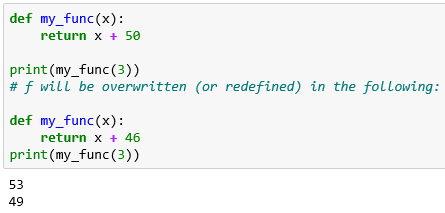 def my_func(x):
    return x + 50
print(my_func(3))
# f will be overwritten (or redefined) in the following:
def my_func(x):
    return x + 46
print(my_func(3))
53
49